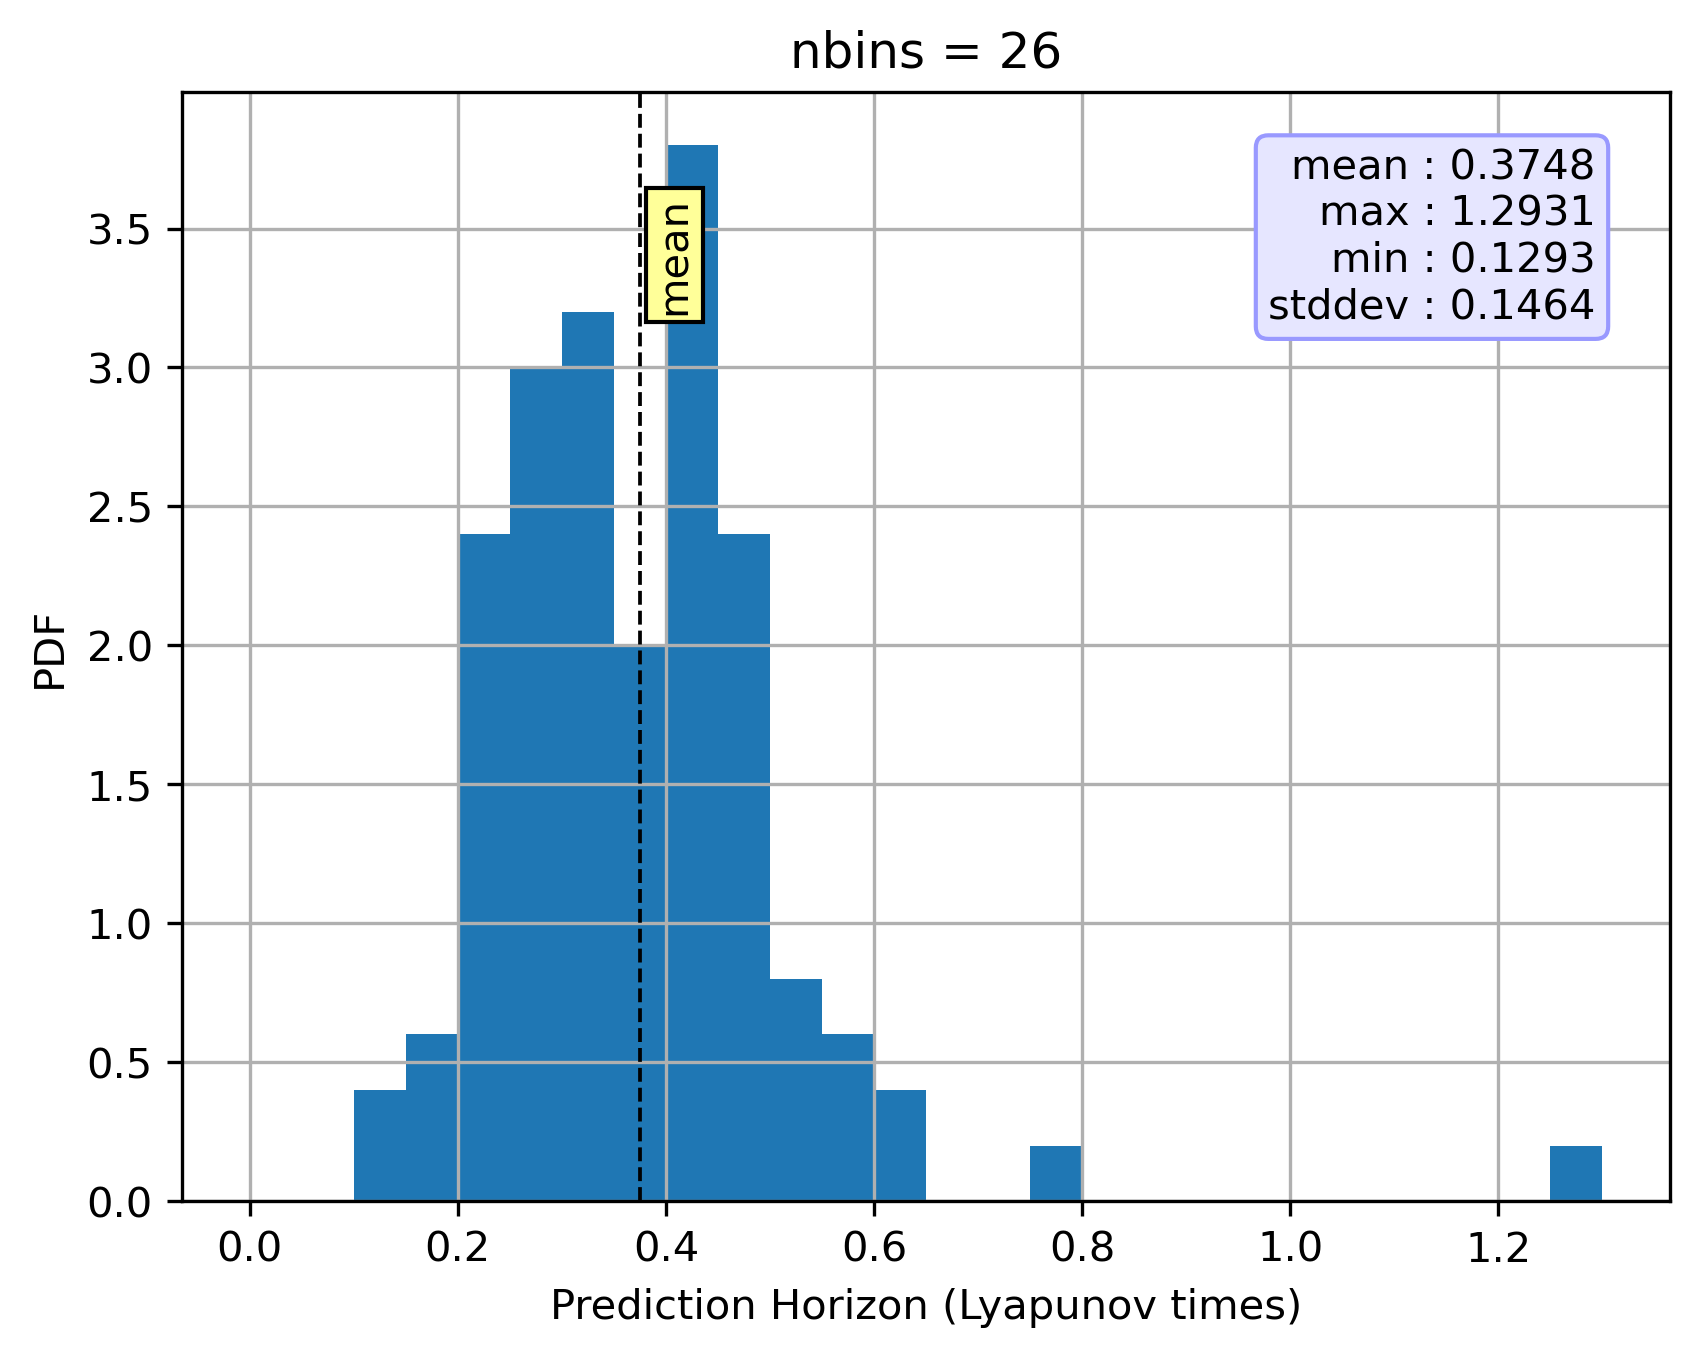 nbins = 26
mean : 0.3748
max : 1.2931
min : 0.1293
stddev : 0.1464
mean
PDF
3.5
3.0
2.5
2.0
1.5
1.0
0.5
0.0
0.0 0.2 0.4 0.6 0.8 1.0 1.2
Prediction Horizon (Lyapunov times)